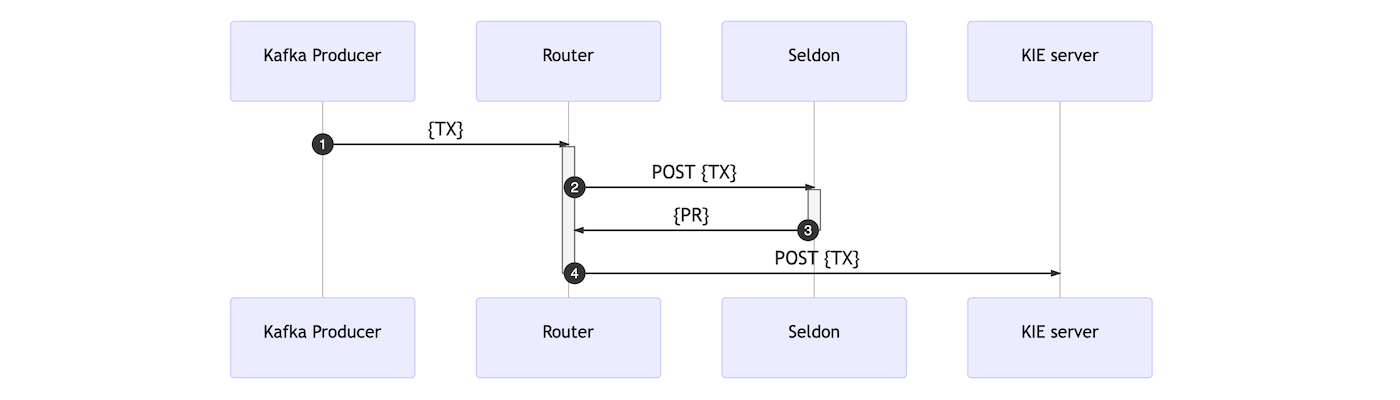 Kafka Producer
Router
Seldon
KIE server
{TX}
1
POST {TX}
2
{PR}
3
POST {TX}
4
Kafka Producer
Router
Seldon
KIE server